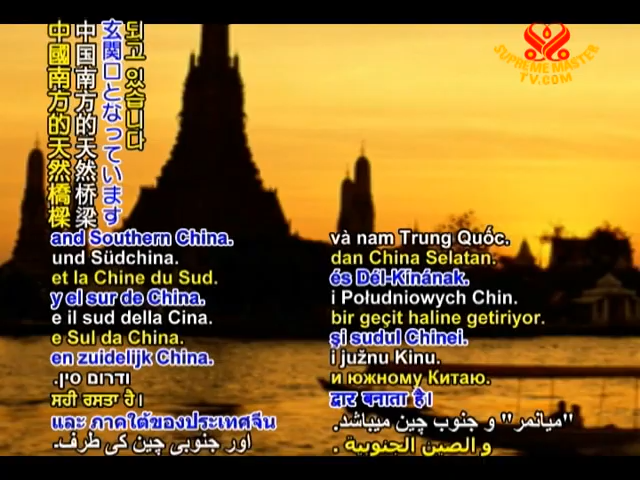 SUPREME MASTER
TV.COM
되고 있습니다
玄関口となっています
中国南方的天然桥梁
中國南方的天然橋樑
and Southern China.
und Südchina.
et la Chine du Sud.
y el sur de China.
e il sud della Cina.
e Sul da China.
en zuidelijk China.
ודרום סין.
ਸਹੀ ਰਸਤਾ ਹੈ।
และ ภาคใต้ของประเทศจีน
اور جنوبی چین کی طرف۔
và nam Trung Quốc.
dan China Selatan.
és Dél-Kínának.
i Południowych Chin.
bir geçit haline getiriyor.
şi sudul Chinei.
i južnu Kinu.
и южному Китаю.
द्वार बनाता है।
"میانمر" و جنوب چین میباشد.
و الصين الجنوبية .